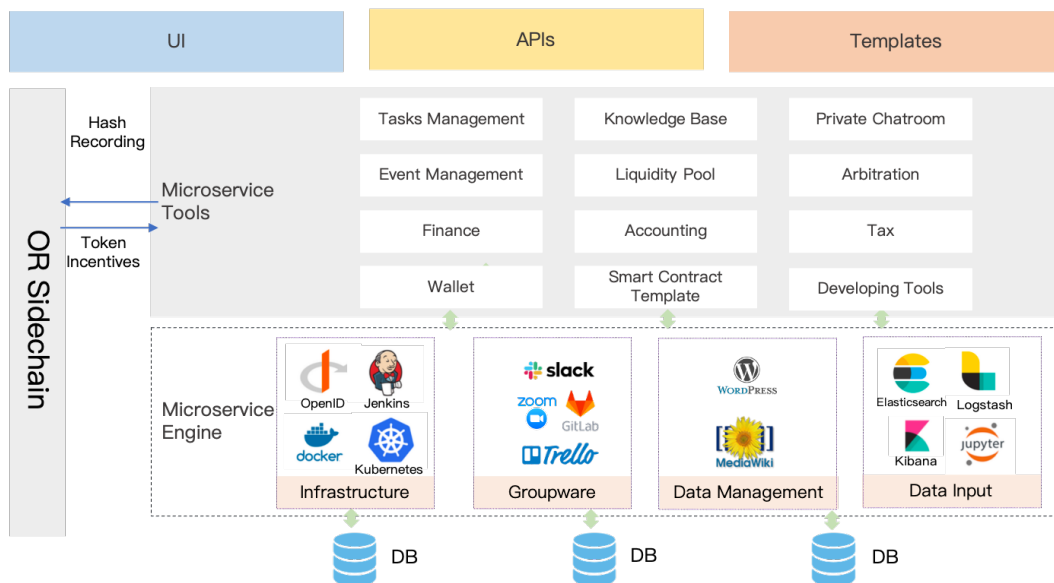 UI
APIs
Templates
OR Sidechain
Hash
Recording
Token
Incentives
Microservice
Tools
Tasks Management
Knowledge Base
Private Chatroom
Event Management
Liquidity Pool
Arbitration
Finance
Accounting
Tax
Wallet
Smart Contract
Template
Developing Tools
Microservice
Engine
OpenID
Jenkins
docker
Kubernetes
Infrastructure
slack
zoom
GitLab
Trello
Groupware
WORDPRESS
MediaWiki
Data Management
Elasticsearch
Logstash
Kibana
jupyter
Data Input
DB
DB
DB